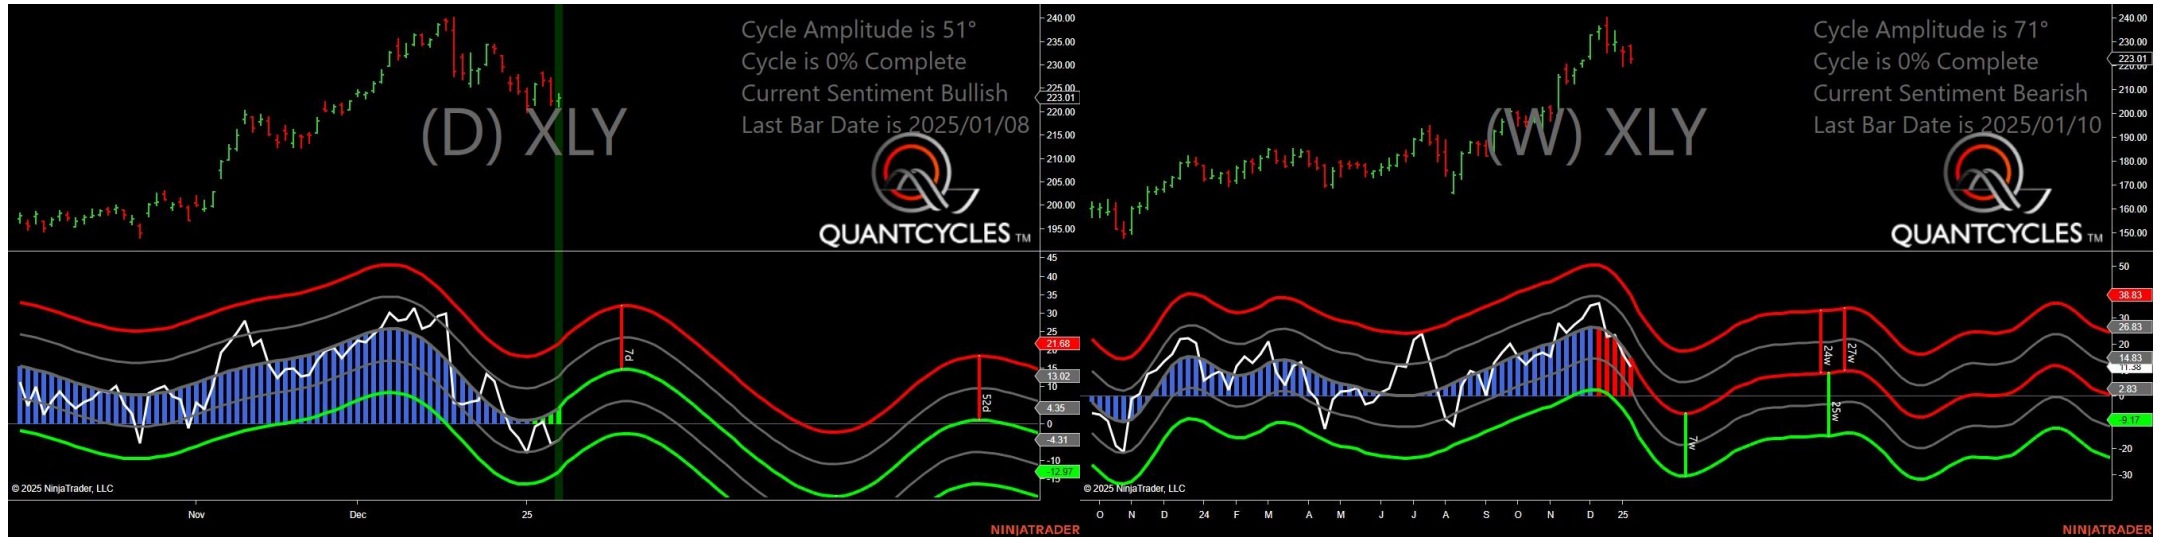 Cycle Amplitude is 51°
Cycle is 0% Complete
Current Sentiment Bullish
Last Bar Date is 2025/01/08
(D) XLY
QUANTCYCLES TM
240.00
235.00
230.00
225.00
223.01
220.00
215.00
210.00
205.00
200.00
195.00
45
40
35
30
25
21.68
20
15
13.02
10
4.35
0
-4.31
-10
-12.97
-15
7d
52d
© 2025 NinjaTrader, LLC
Nov
Dec
25
NINJATRADER
Cycle Amplitude is 71°
Cycle is 0% Complete
Current Sentiment Bearish
Last Bar Date is 2025/01/10
(W) XLY
QUANTCYCLES TM
240.00
230.00
223.01
220.00
210.00
200.00
190.00
180.00
170.00
160.00
150.00
50
38.83
30
26.83
20
14.83
11.38
2.83
0
-9.17
-20
-30
7w
24w
27w
25w
© 2025 NinjaTrader, LLC
O N D 24 F M A M J J A S O N D 25
NINJATRADER